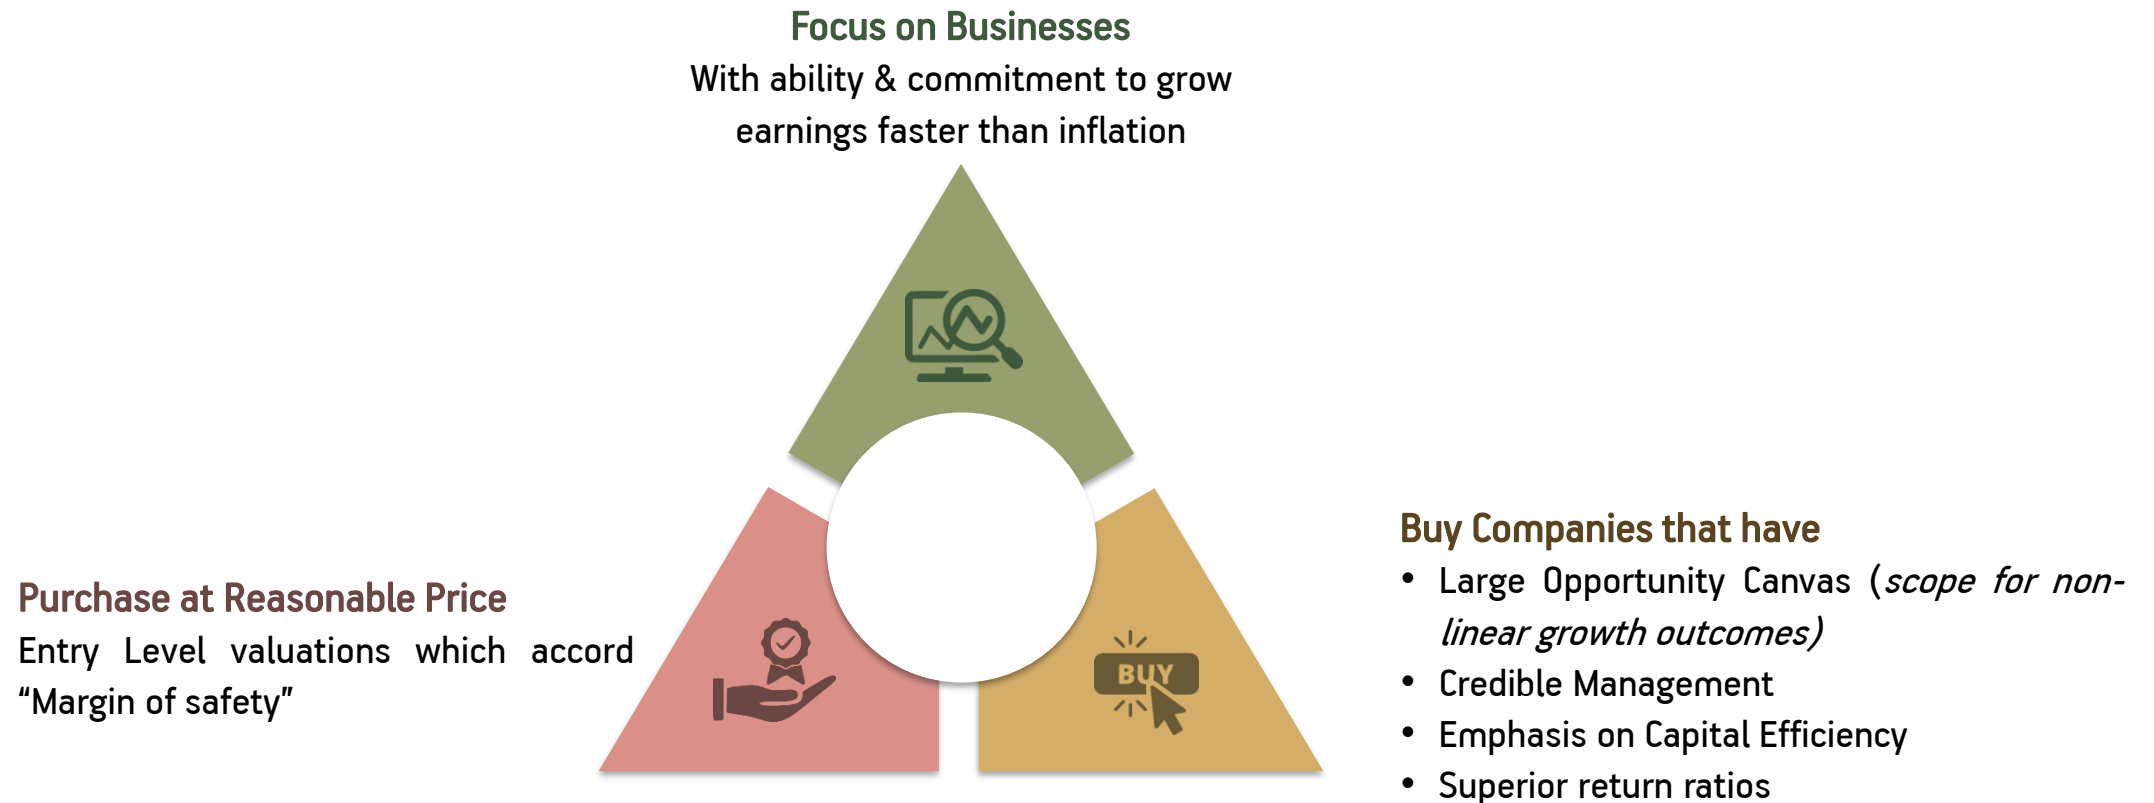 Focus on Businesses
With ability & commitment to grow
earnings faster than inflation
Purchase at Reasonable Price
Entry Level valuations which accord
“Margin of safety”
BUY
Buy Companies that have
• Large Opportunity Canvas (scope for non-
linear growth outcomes)
• Credible Management
• Emphasis on Capital Efficiency
• Superior return ratios